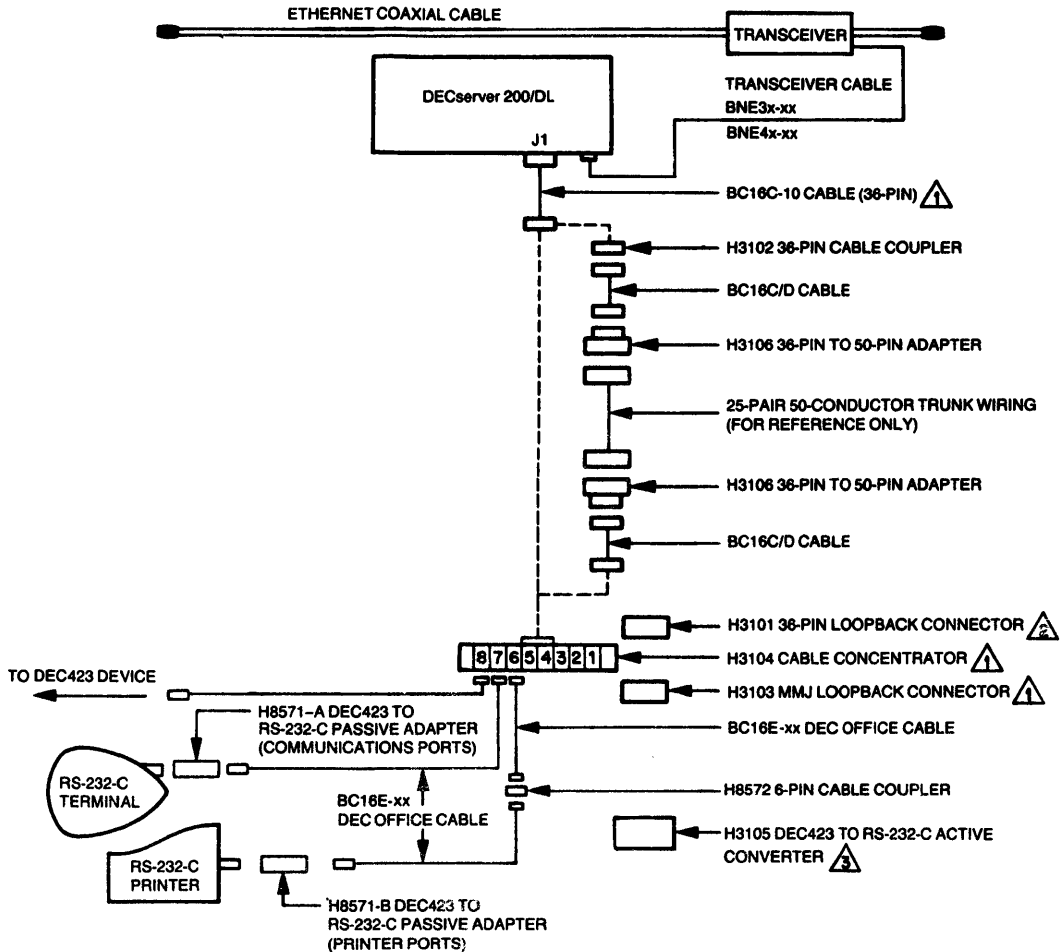 ETHERNET COAXIAL CABLE
TRANSCEIVER
DECserver 200/DL
J1
TRANSCEIVER CABLE
BNE3x-xx
BNE4x-xx
BC16C-10 CABLE (36-PIN) 1
H3102 36-PIN CABLE COUPLER
BC16C/D CABLE
H3106 36-PIN TO 50-PIN ADAPTER
25-PAIR 50-CONDUCTOR TRUNK WIRING
(FOR REFERENCE ONLY)
H3106 36-PIN TO 50-PIN ADAPTER
BC16C/D CABLE
H3101 36-PIN LOOPBACK CONNECTOR 2
8 7 6 5 4 3 2 1
H3104 CABLE CONCENTRATOR 1
TO DEC423 DEVICE
H3103 MMJ LOOPBACK CONNECTOR 1
H8571-A DEC423 TO
RS-232-C PASSIVE ADAPTER
(COMMUNICATIONS PORTS)
BC16E-xx DEC OFFICE CABLE
RS-232-C
TERMINAL
BC16E-xx
DEC OFFICE CABLE
H8572 6-PIN CABLE COUPLER
H3105 DEC423 TO RS-232-C ACTIVE
CONVERTER 3
RS-232-C
PRINTER
H8571-B DEC423 TO
RS-232-C PASSIVE ADAPTER
(PRINTER PORTS)